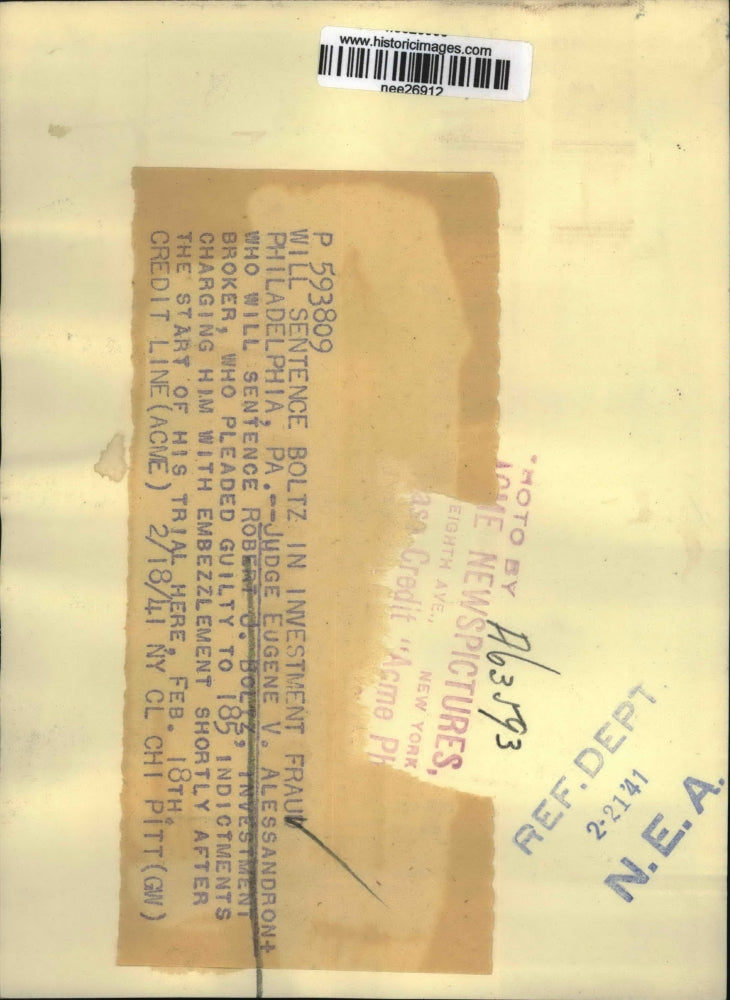 www.historicimages.com
nee26912
P 593809
WILL SENTENCE BOLTZ IN INVESTMENT FRAUD
PHILADELPHIA, PA.--JUDGE EUGENE V. ALESSANDRONI
WHO WILL SENTENCE ROBERT J. BOLTZ, INVESTMENT
BROKER, WHO PLEADED GUILTY TO 185 INDICTMENTS
CHARGING HIM WITH EMBEZZLEMENT SHORTLY AFTER
THE START OF HIS TRIAL HERE, FEB. 18TH.
CREDIT LINE (ACME) 2/18/41 NY CL CHI PITT (GW)
HOTO BY
ACME NEWSPICTURES,
EIGHTH AVE., NEW YORK
Credit "Acme Ph
A63593
REF. DEPT
2-21 41
N.E.A.